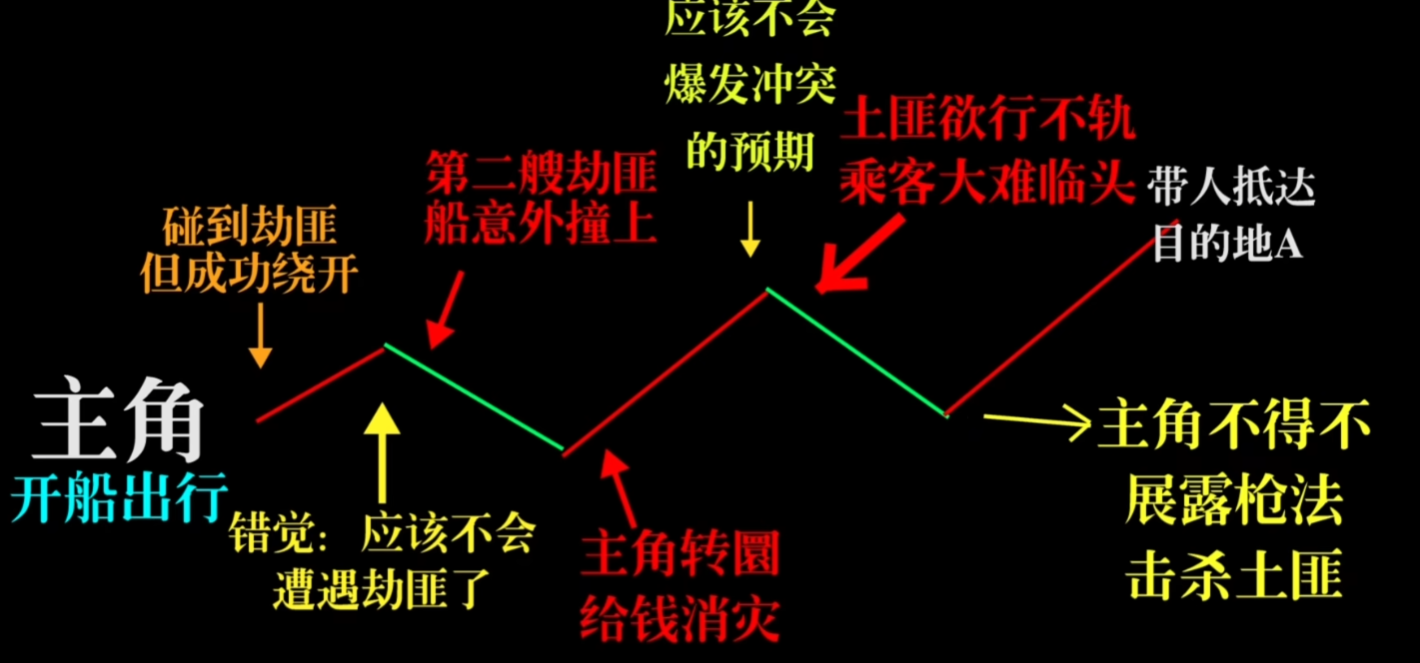 应该不会
爆发冲突
的预期
土匪欲行不轨
乘客大难临头
第二艘劫匪
船意外撞上
带人抵达
目的地A
碰到劫匪
但成功绕开
主角
开船出行
错觉：应该不会
遭遇劫匪了
主角转圜
给钱消灾
主角不得不
展露枪法
击杀土匪